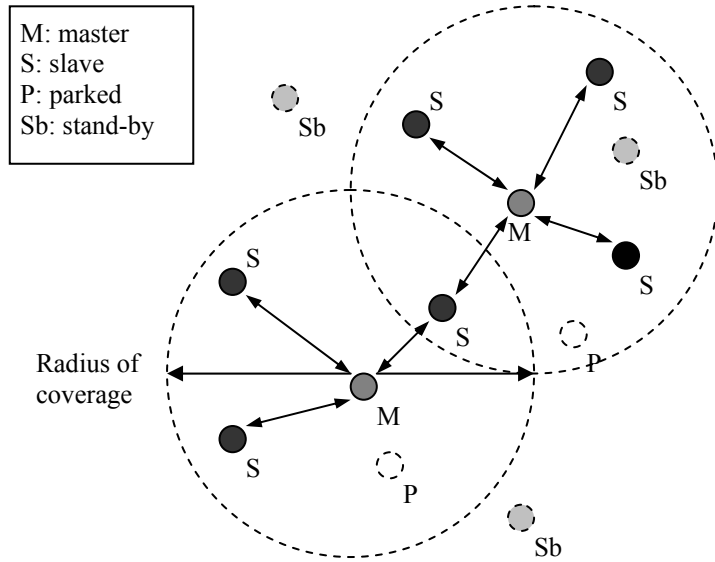 M: master
S: slave
P: parked
Sb: stand-by
S
S
Sb
Sb
M
S
S
S
P
Radius of
coverage
M
S
P
Sb